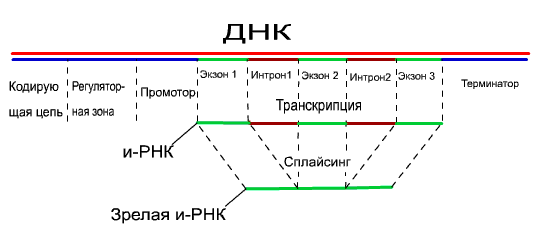 ДНК
Кодирую
щая цепь
Регулятор-
ная зона
Промотор
Экзон 1
Интрон1
Экзон 2
Интрон2
Экзон 3
Терминатор
Транскрипция
и-РНК
Сплайсинг
Зрелая и-РНК